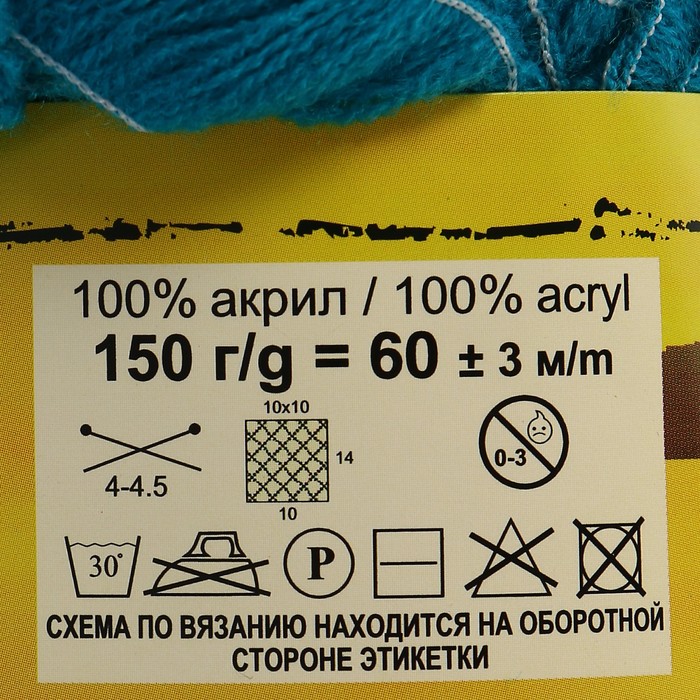 100% акрил / 100% acryl
150 г/g = 60 ± 3 м/m
10x10
14
0-3
4-4.5
10
30°
P
СХЕМА ПО ВЯЗАНИЮ НАХОДИТСЯ НА ОБОРОТНОЙ
СТОРОНЕ ЭТИКЕТКИ